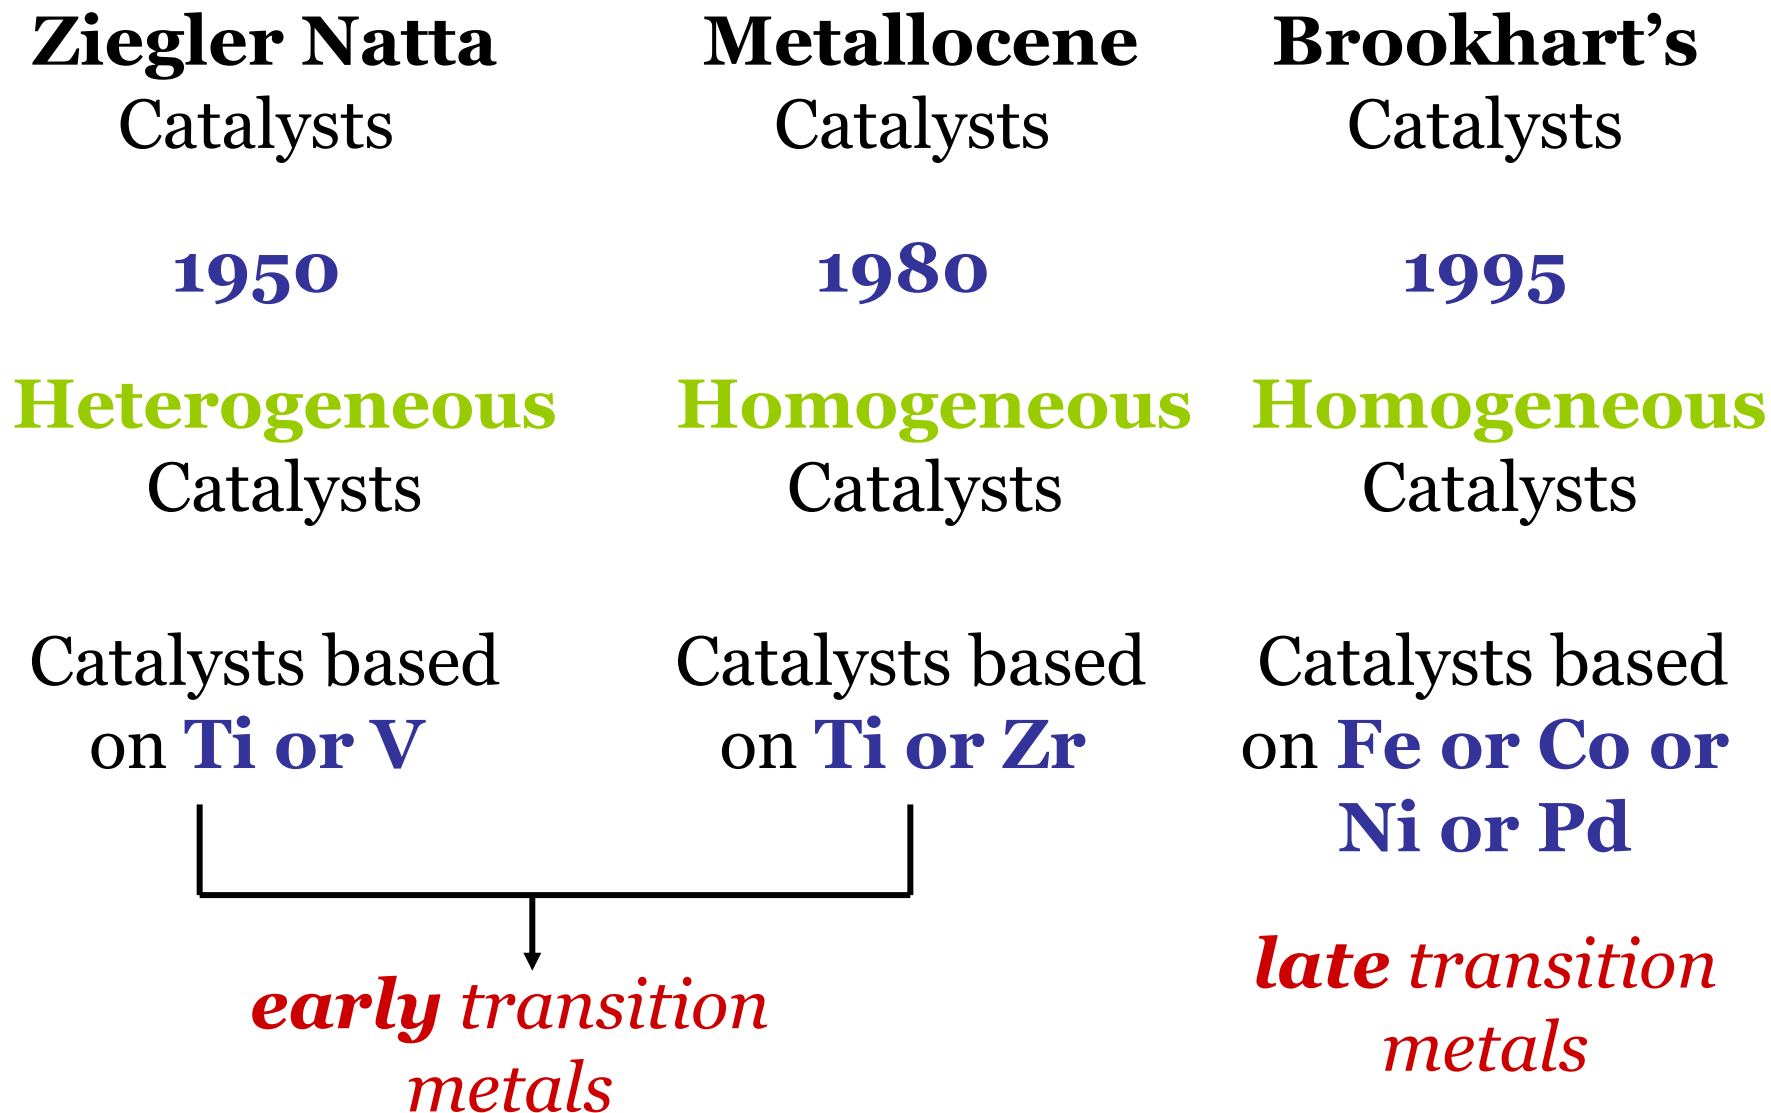 Ziegler Natta
Catalysts
1950
Heterogeneous
Catalysts
Catalysts based
on Ti or V
Metallocene
Catalysts
1980
Homogeneous
Catalysts
Catalysts based
on Ti or Zr
early transition
metals
Brookhart’s
Catalysts
1995
Homogeneous
Catalysts
Catalysts based
on Fe or Co or
Ni or Pd
late transition
metals